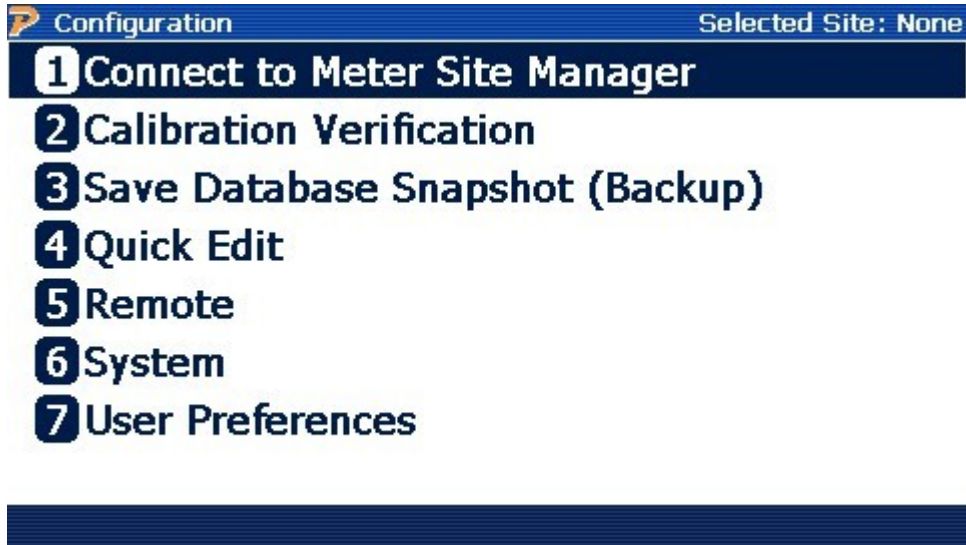 Configuration Selected Site: None
1 Connect to Meter Site Manager
2 Calibration Verification
3 Save Database Snapshot (Backup)
4 Quick Edit
5 Remote
6 System
7 User Preferences